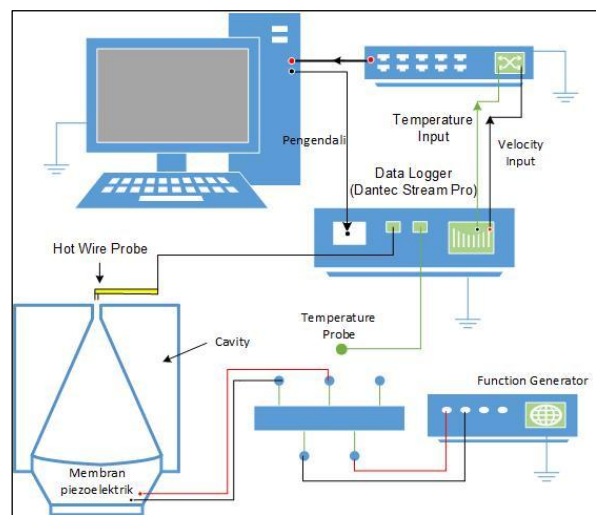 Pengendali
Temperature
Input
Velocity
Input
Data Logger
(Dantec Stream Pro)
Hot Wire Probe
Cavity
Temperature
Probe
Function Generator
Membran
piezoelektrik